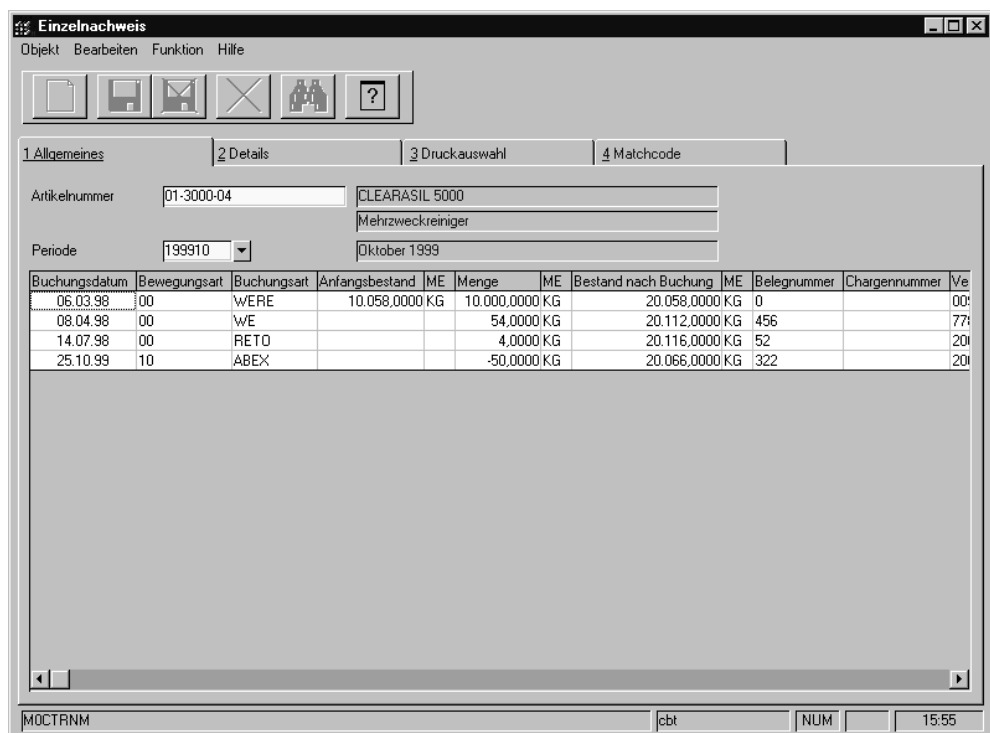 Einzelnachweis
Objekt Bearbeiten Funktion Hilfe
?
1 Allgemeines 2 Details 3 Druckauswahl 4 Matchcode
Artikelnummer 01-3000-04 CLEARASIL 5000
Mehrzweckreiniger
Periode 199910 Oktober 1999
Buchungsdatum Bewegungsart Buchungsart Anfangsbestand ME Menge ME Bestand nach Buchung ME Belegnummer Chargennummer Ve
06.03.98 00 WERE 10.058,0000 KG 10.000,0000 KG 20.058,0000 KG 0
08.04.98 00 WE 54,0000 KG 20.112,0000 KG 456
14.07.98 00 RETO 4,0000 KG 20.116,0000 KG 52
25.10.99 10 ABEX -50,0000 KG 20.066,0000 KG 322
M0CTRNM cbt NUM 15:55